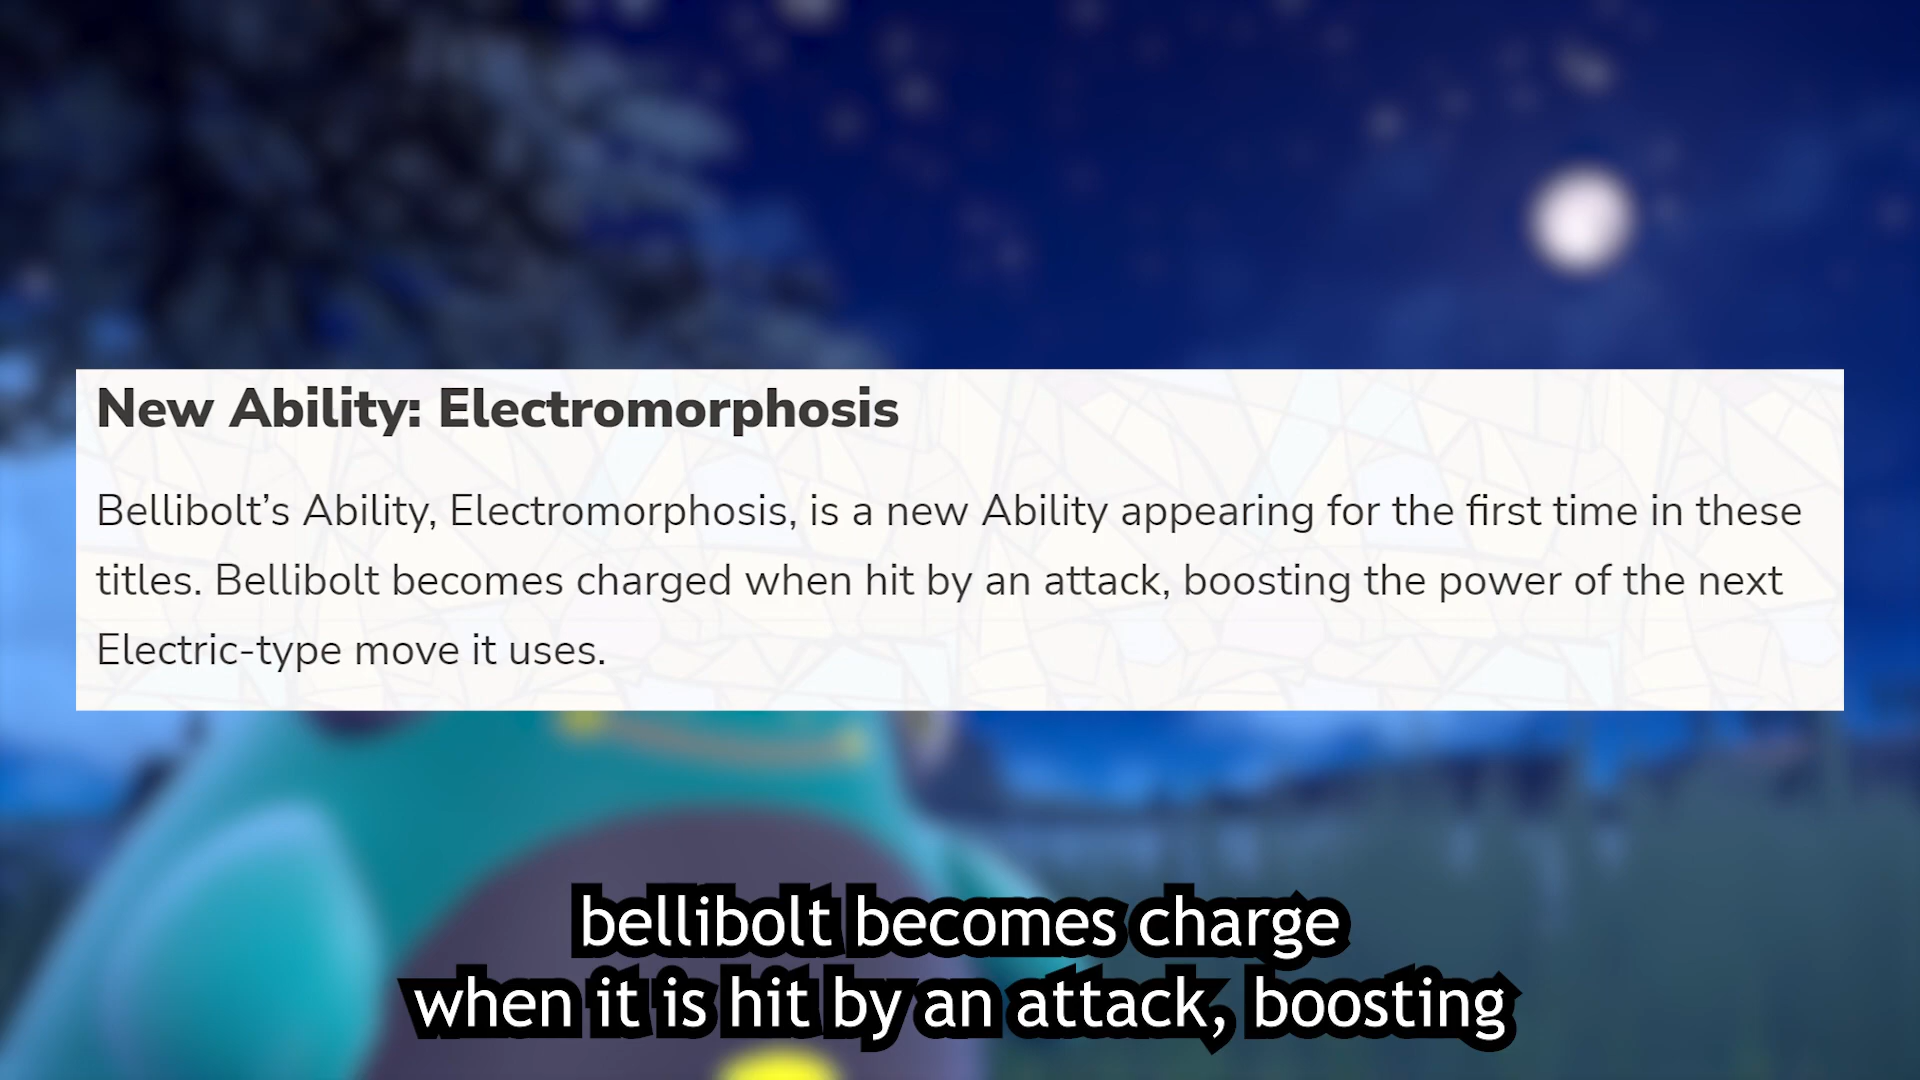 New Ability: Electromorphosis
Bellibolt’s Ability, Electromorphosis, is a new Ability appearing for the first time in these
titles. Bellibolt becomes charged when hit by an attack, boosting the power of the next
Electric-type move it uses.
bellibolt becomes charge
when it is hit by an attack, boosting